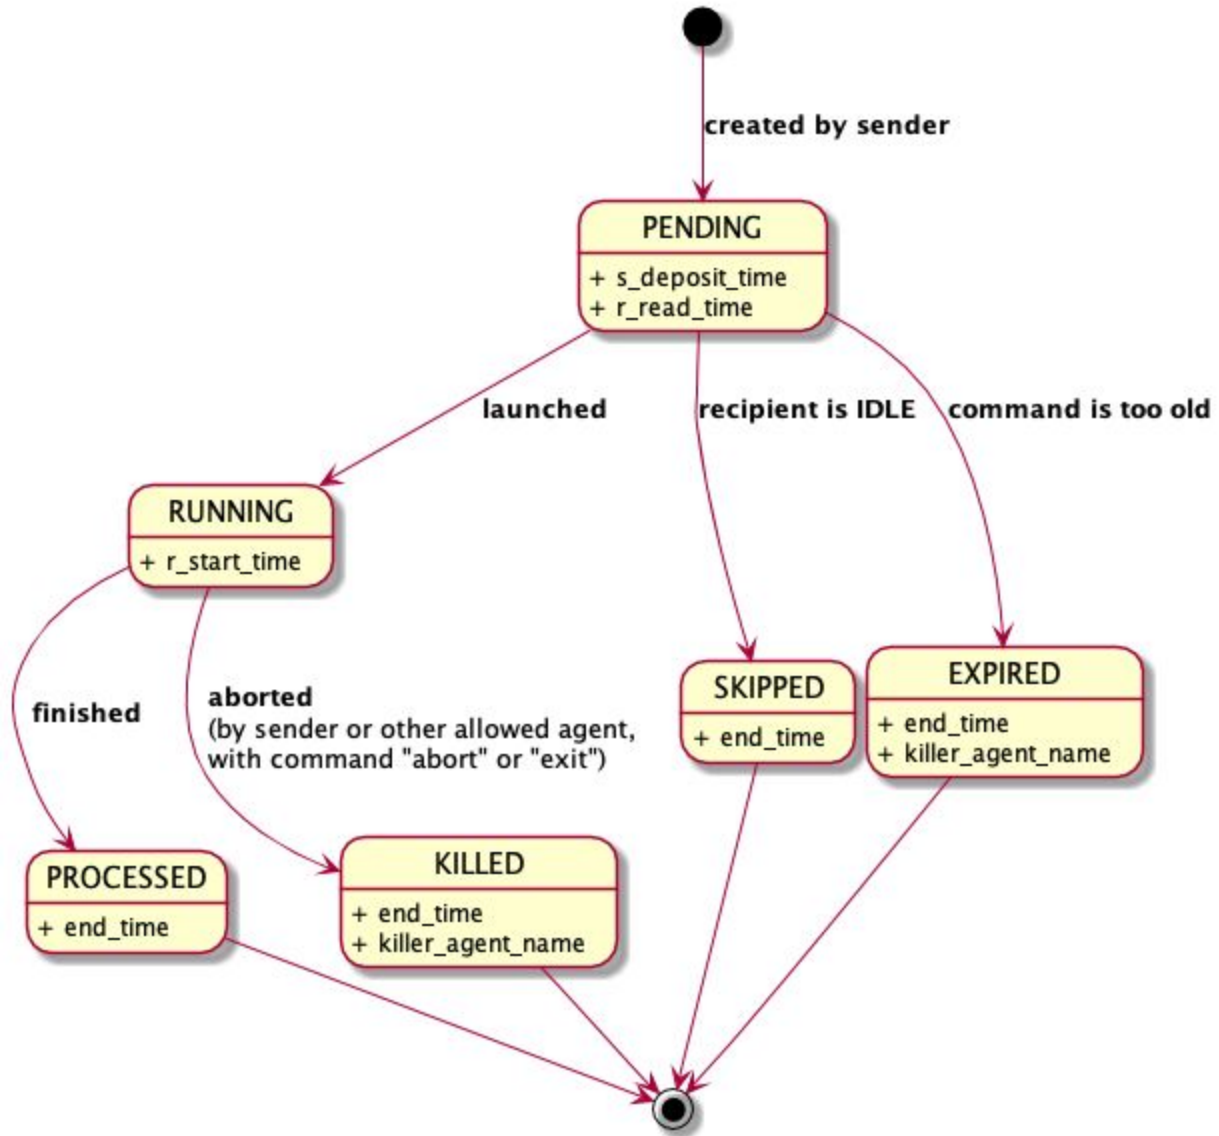 created by sender
PENDING
+ s_deposit_time
+ r_read_time
launched
recipient is IDLE
command is too old
RUNNING
+ r_start_time
finished
aborted
(by sender or other allowed agent,
with command "abort" or "exit")
SKIPPED
+ end_time
EXPIRED
+ end_time
+ killer_agent_name
PROCESSED
+ end_time
KILLED
+ end_time
+ killer_agent_name